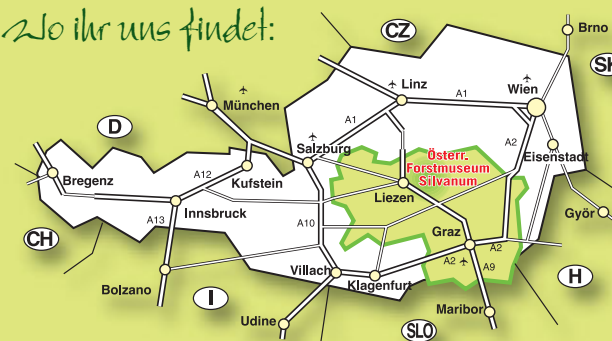 Wo ihr uns findet:
CZ
Brno
SK
Linz
Wien
München
A1
A1
A2
D
Salzburg
Österr.
Forstmuseum
Silvanum
Eisenstadt
Bregenz
A12
Kufstein
Liezen
Innsbruck
Györ
A13
A10
Graz
CH
A2
Villach
A2
A9
H
Bolzano
I
Klagenfurt
Udine
SLO
Maribor